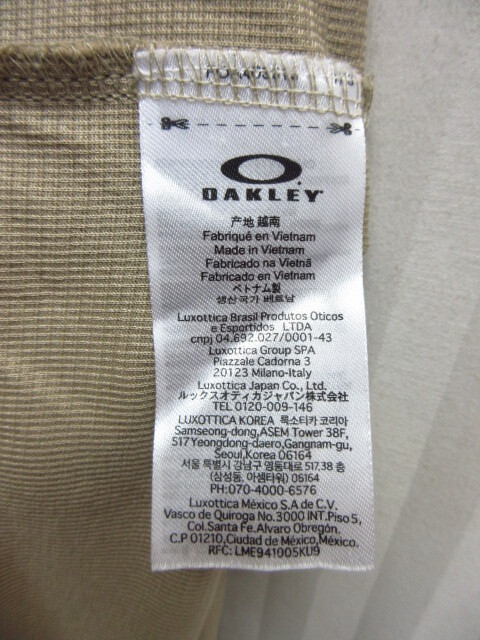 OAKLEY
产地 越南
Fabriqué en Vietnam
Made in Vietnam
Fabricado na Vietnã
Fabricado en Vietnam
ベトナム製
생산 국가 베트남
Luxottica Brasil Produtos Oticos
e Esportidos LTDA
cnpj 04.692.027/0001-43
Luxottica Group SPA
Piazzale Cadorna 3
20123 Milano-Italy
Luxottica Japan Co., Ltd.
ルックスオティカジャパン株式会社
TEL 0120-009-146
LUXOTTICA KOREA 룩소티카 코리아
Samseong-dong,ASEM Tower 38F,
517Yeongdong-daero,Gangnam-gu,
Seoul,Korea 06164
서울 특별시 강남구 영동대로 517,38 층
(삼성동, 아셈타워) 06164
PH:070-4000-6576
Luxottica México S.A de C.V.
Vasco de Quiroga No.3000 INT.Piso 5,
Col.Santa Fe.Alvaro Obregón.
C.P 01210,Ciudad de México,México.
RFC: LME941005KU9